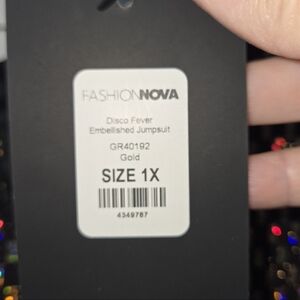 FASHIONNOVA
Disco Fever
Embellished Jumpsuit
GR40192
Gold
SIZE 1X
4349787